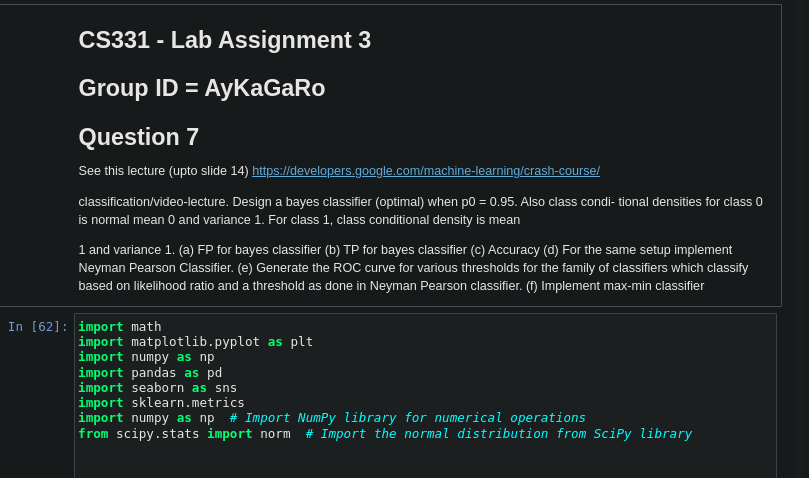 CS331 - Lab Assignment 3
Group ID = AyKaGaRo
Question 7
See this lecture (upto slide 14) https://developers.google.com/machine-learning/crash-course/
classification/video-lecture. Design a bayes classifier (optimal) when p0 = 0.95. Also class condi- tional densities for class 0
is normal mean 0 and variance 1. For class 1, class conditional density is mean
1 and variance 1. (a) FP for bayes classifier (b) TP for bayes classifier (c) Accuracy (d) For the same setup implement
Neyman Pearson Classifier. (e) Generate the ROC curve for various thresholds for the family of classifiers which classify
based on likelihood ratio and a threshold as done in Neyman Pearson classifier. (f) Implement max-min classifier
In [62]: import math
import matplotlib.pyplot as plt
import numpy as np
import pandas as pd
import seaborn as sns
import sklearn.metrics
import numpy as np  # Import NumPy library for numerical operations
from scipy.stats import norm  # Import the normal distribution from SciPy library